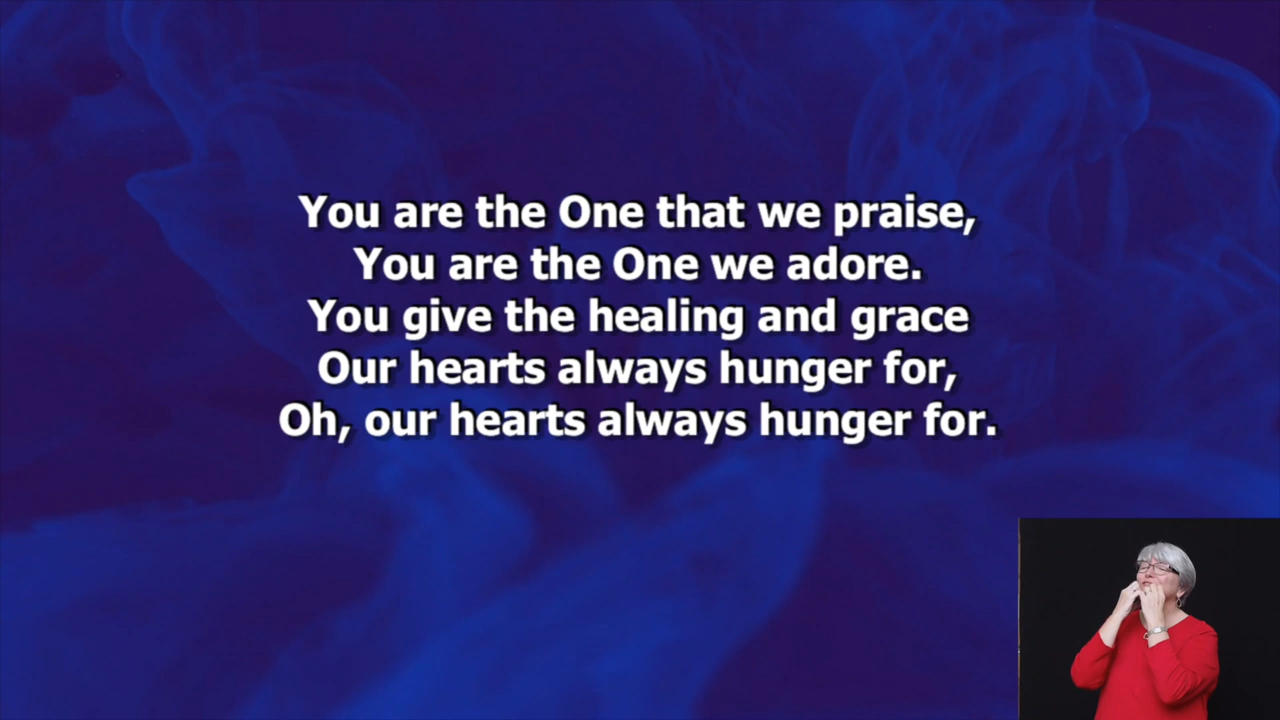 You are the One that we praise,
You are the One we adore.
You give the healing and grace
Our hearts always hunger for,
Oh, our hearts always hunger for.